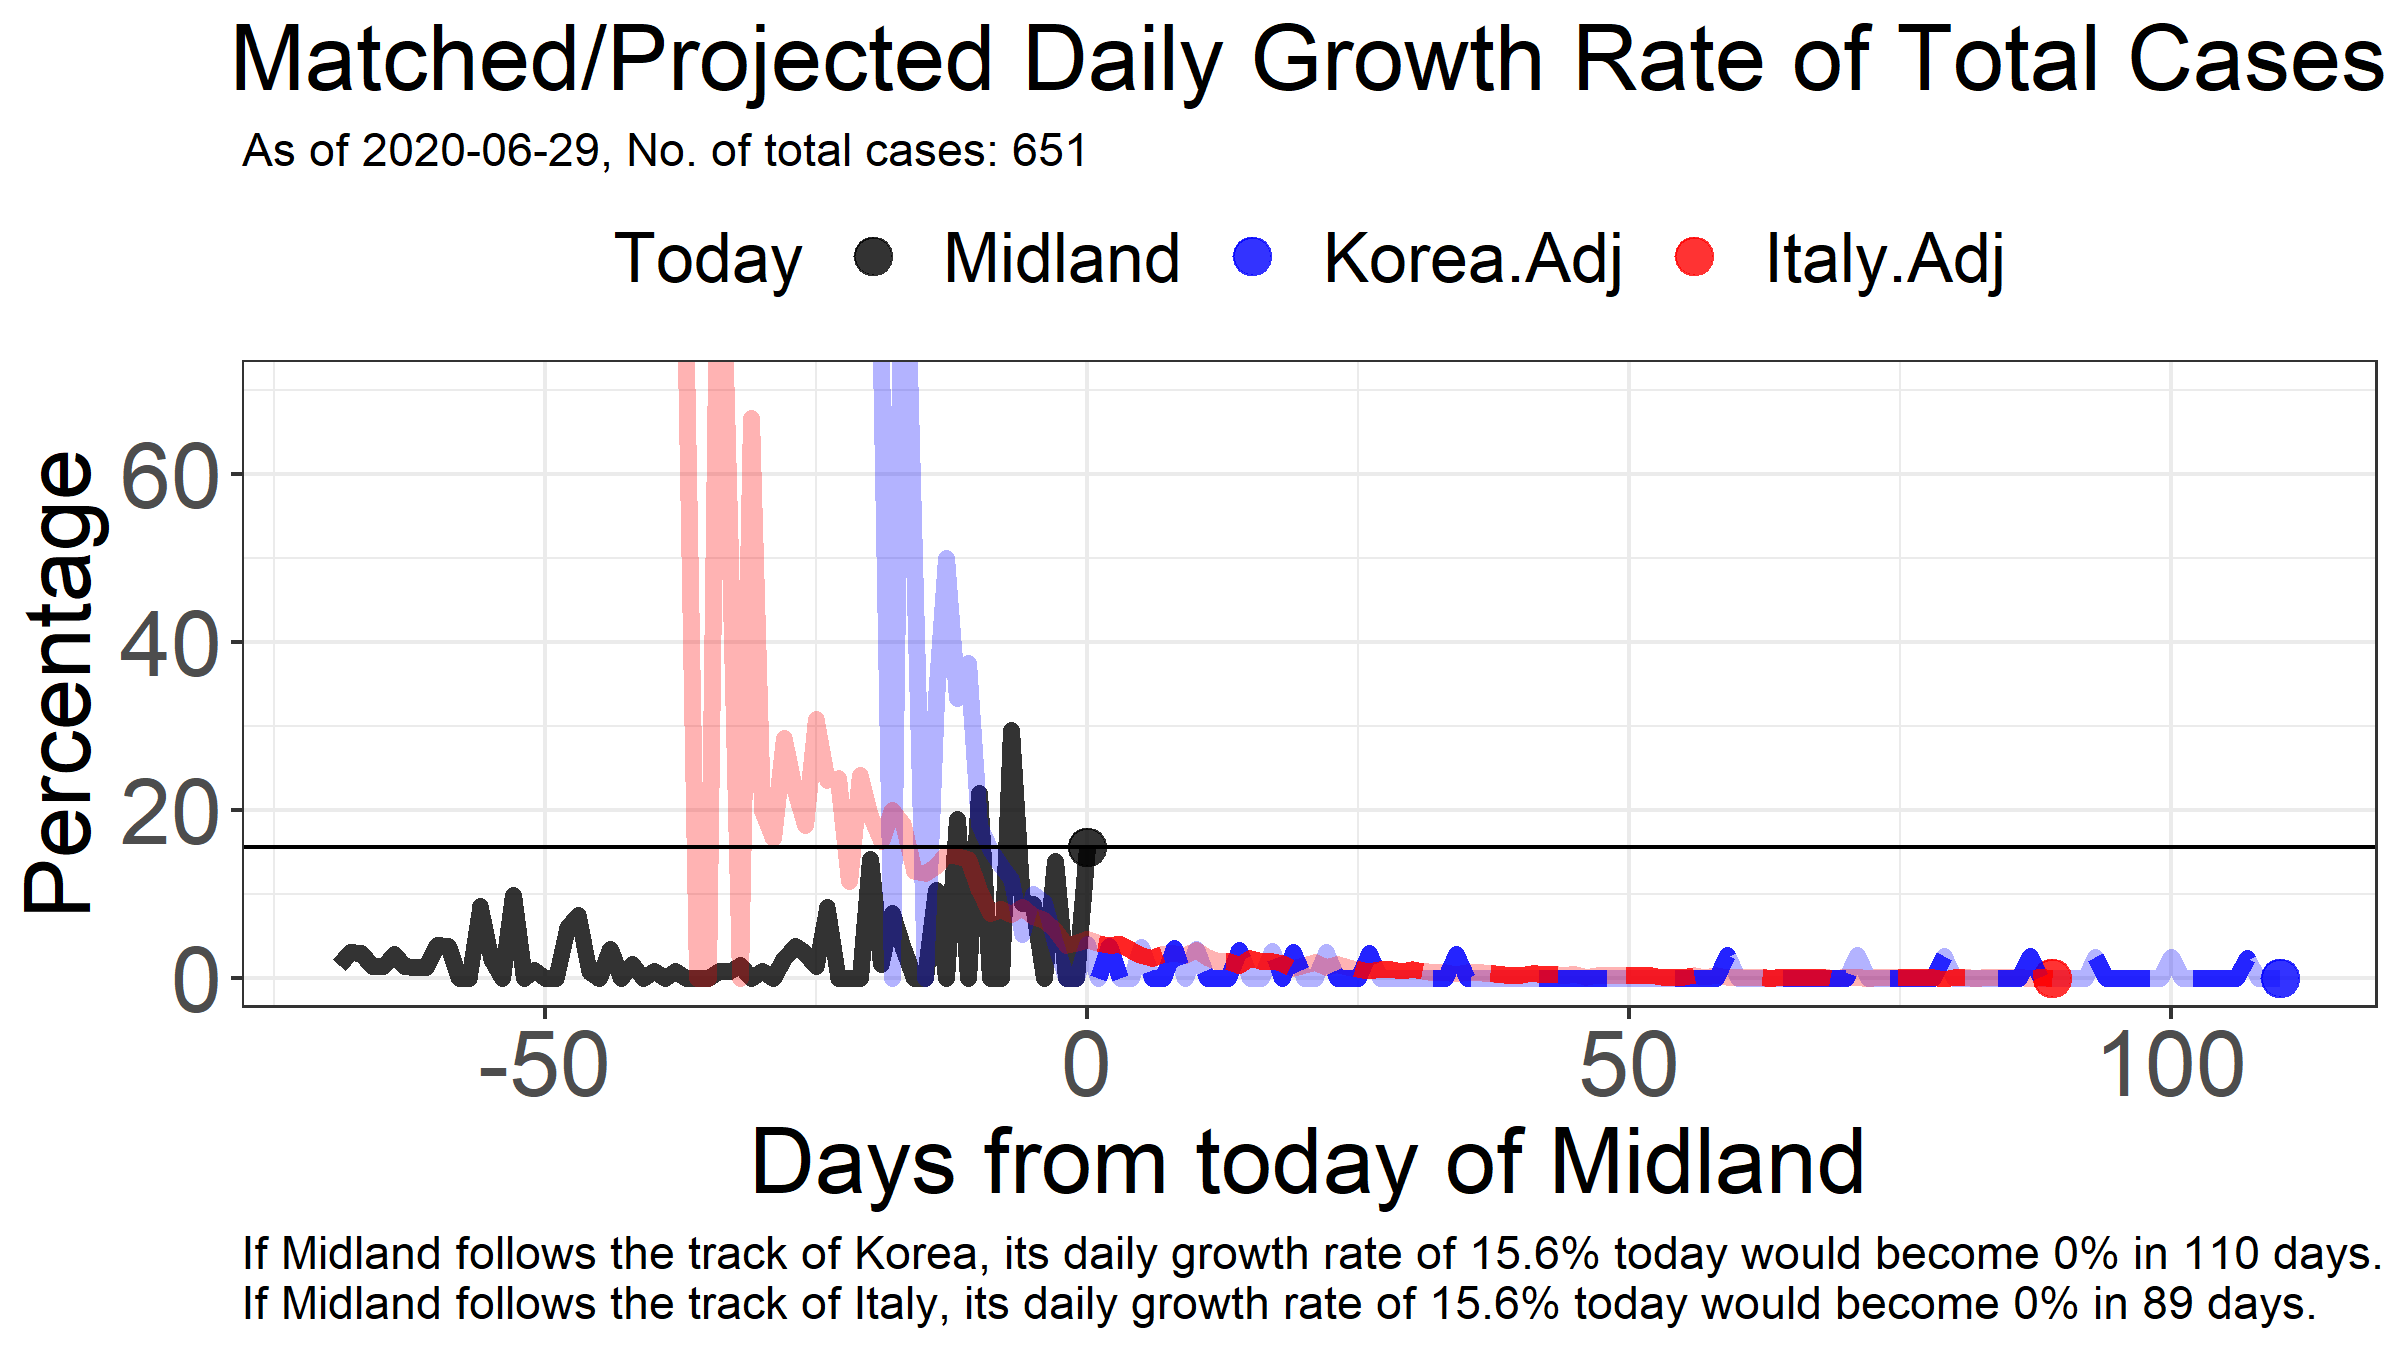 Matched/Projected Daily Growth Rate of Total Cases
As of 2020-06-29, No. of total cases: 651
Today Midland Korea.Adj Italy.Adj
Percentage
60
40
20
0
-50 0 50 100
Days from today of Midland
If Midland follows the track of Korea, its daily growth rate of 15.6% today would become 0% in 110 days.
If Midland follows the track of Italy, its daily growth rate of 15.6% today would become 0% in 89 days.